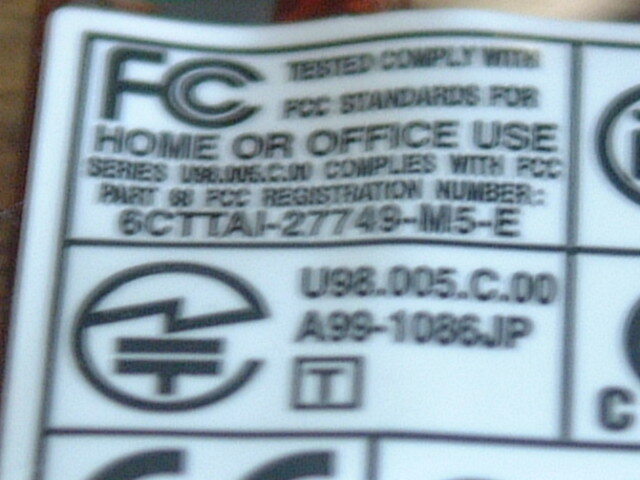 FC TESTED COMPLY WITH
FCC STANDARDS FOR
HOME OR OFFICE USE
SERIES U98.005.C.00 COMPLIES WITH FCC
PART 68 FCC REGISTRATION NUMBER:
6CTTAI-27749-M5-E
U98.005.C.00
A99-1086JP
T
C
CE